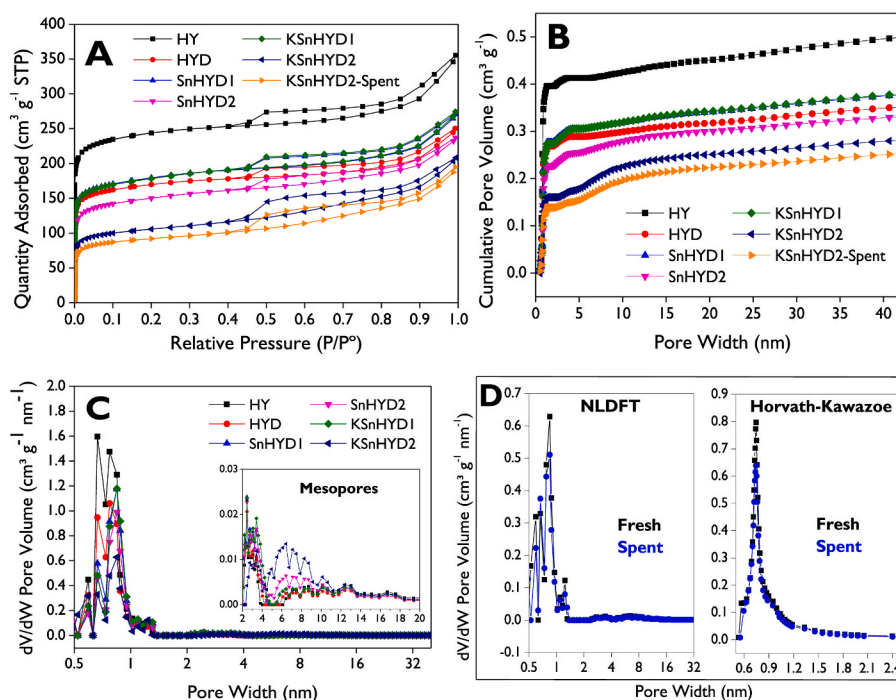 A
HY
HYD
SnHYD1
SnHYD2
KSnHYD1
KSnHYD2
KSnHYD2-Spent
Quantity Adsorbed (cm³ g⁻¹ STP)
400
350
300
250
200
150
100
50
0
0.0 0.1 0.2 0.3 0.4 0.5 0.6 0.7 0.8 0.9 1.0
Relative Pressure (P/Pº)
B
Cumulative Pore Volume (cm³ g⁻¹)
0.5
0.4
0.3
0.2
0.1
0.0
HY
HYD
SnHYD1
SnHYD2
KSnHYD1
KSnHYD2
KSnHYD2-Spent
0 5 10 15 20 25 30 35 40
Pore Width (nm)
C
HY
HYD
SnHYD1
SnHYD2
KSnHYD1
KSnHYD2
dV/dW Pore Volume (cm³ g⁻¹ nm⁻¹)
2.0
1.8
1.6
1.4
1.2
1.0
0.8
0.6
0.4
0.2
0.0
Mesopores
0.03
0.02
0.01
0.00
2 4 6 8 10 12 14 16 18 20
0.5 1 2 4 8 16 32
Pore Width (nm)
D
NLDFT
dV/dW Pore Volume (cm³ g⁻¹ nm⁻¹)
0.7
0.6
0.5
0.4
0.3
0.2
0.1
0.0
-0.1
Fresh
Spent
0.5 1 2 4 8 16 32
Horvath-Kawazoe
0.9
0.8
0.7
0.6
0.5
0.4
0.3
0.2
0.1
0.0
Fresh
Spent
0.6 0.9 1.2 1.5 1.8 2.1 2.4
Pore Width (nm)